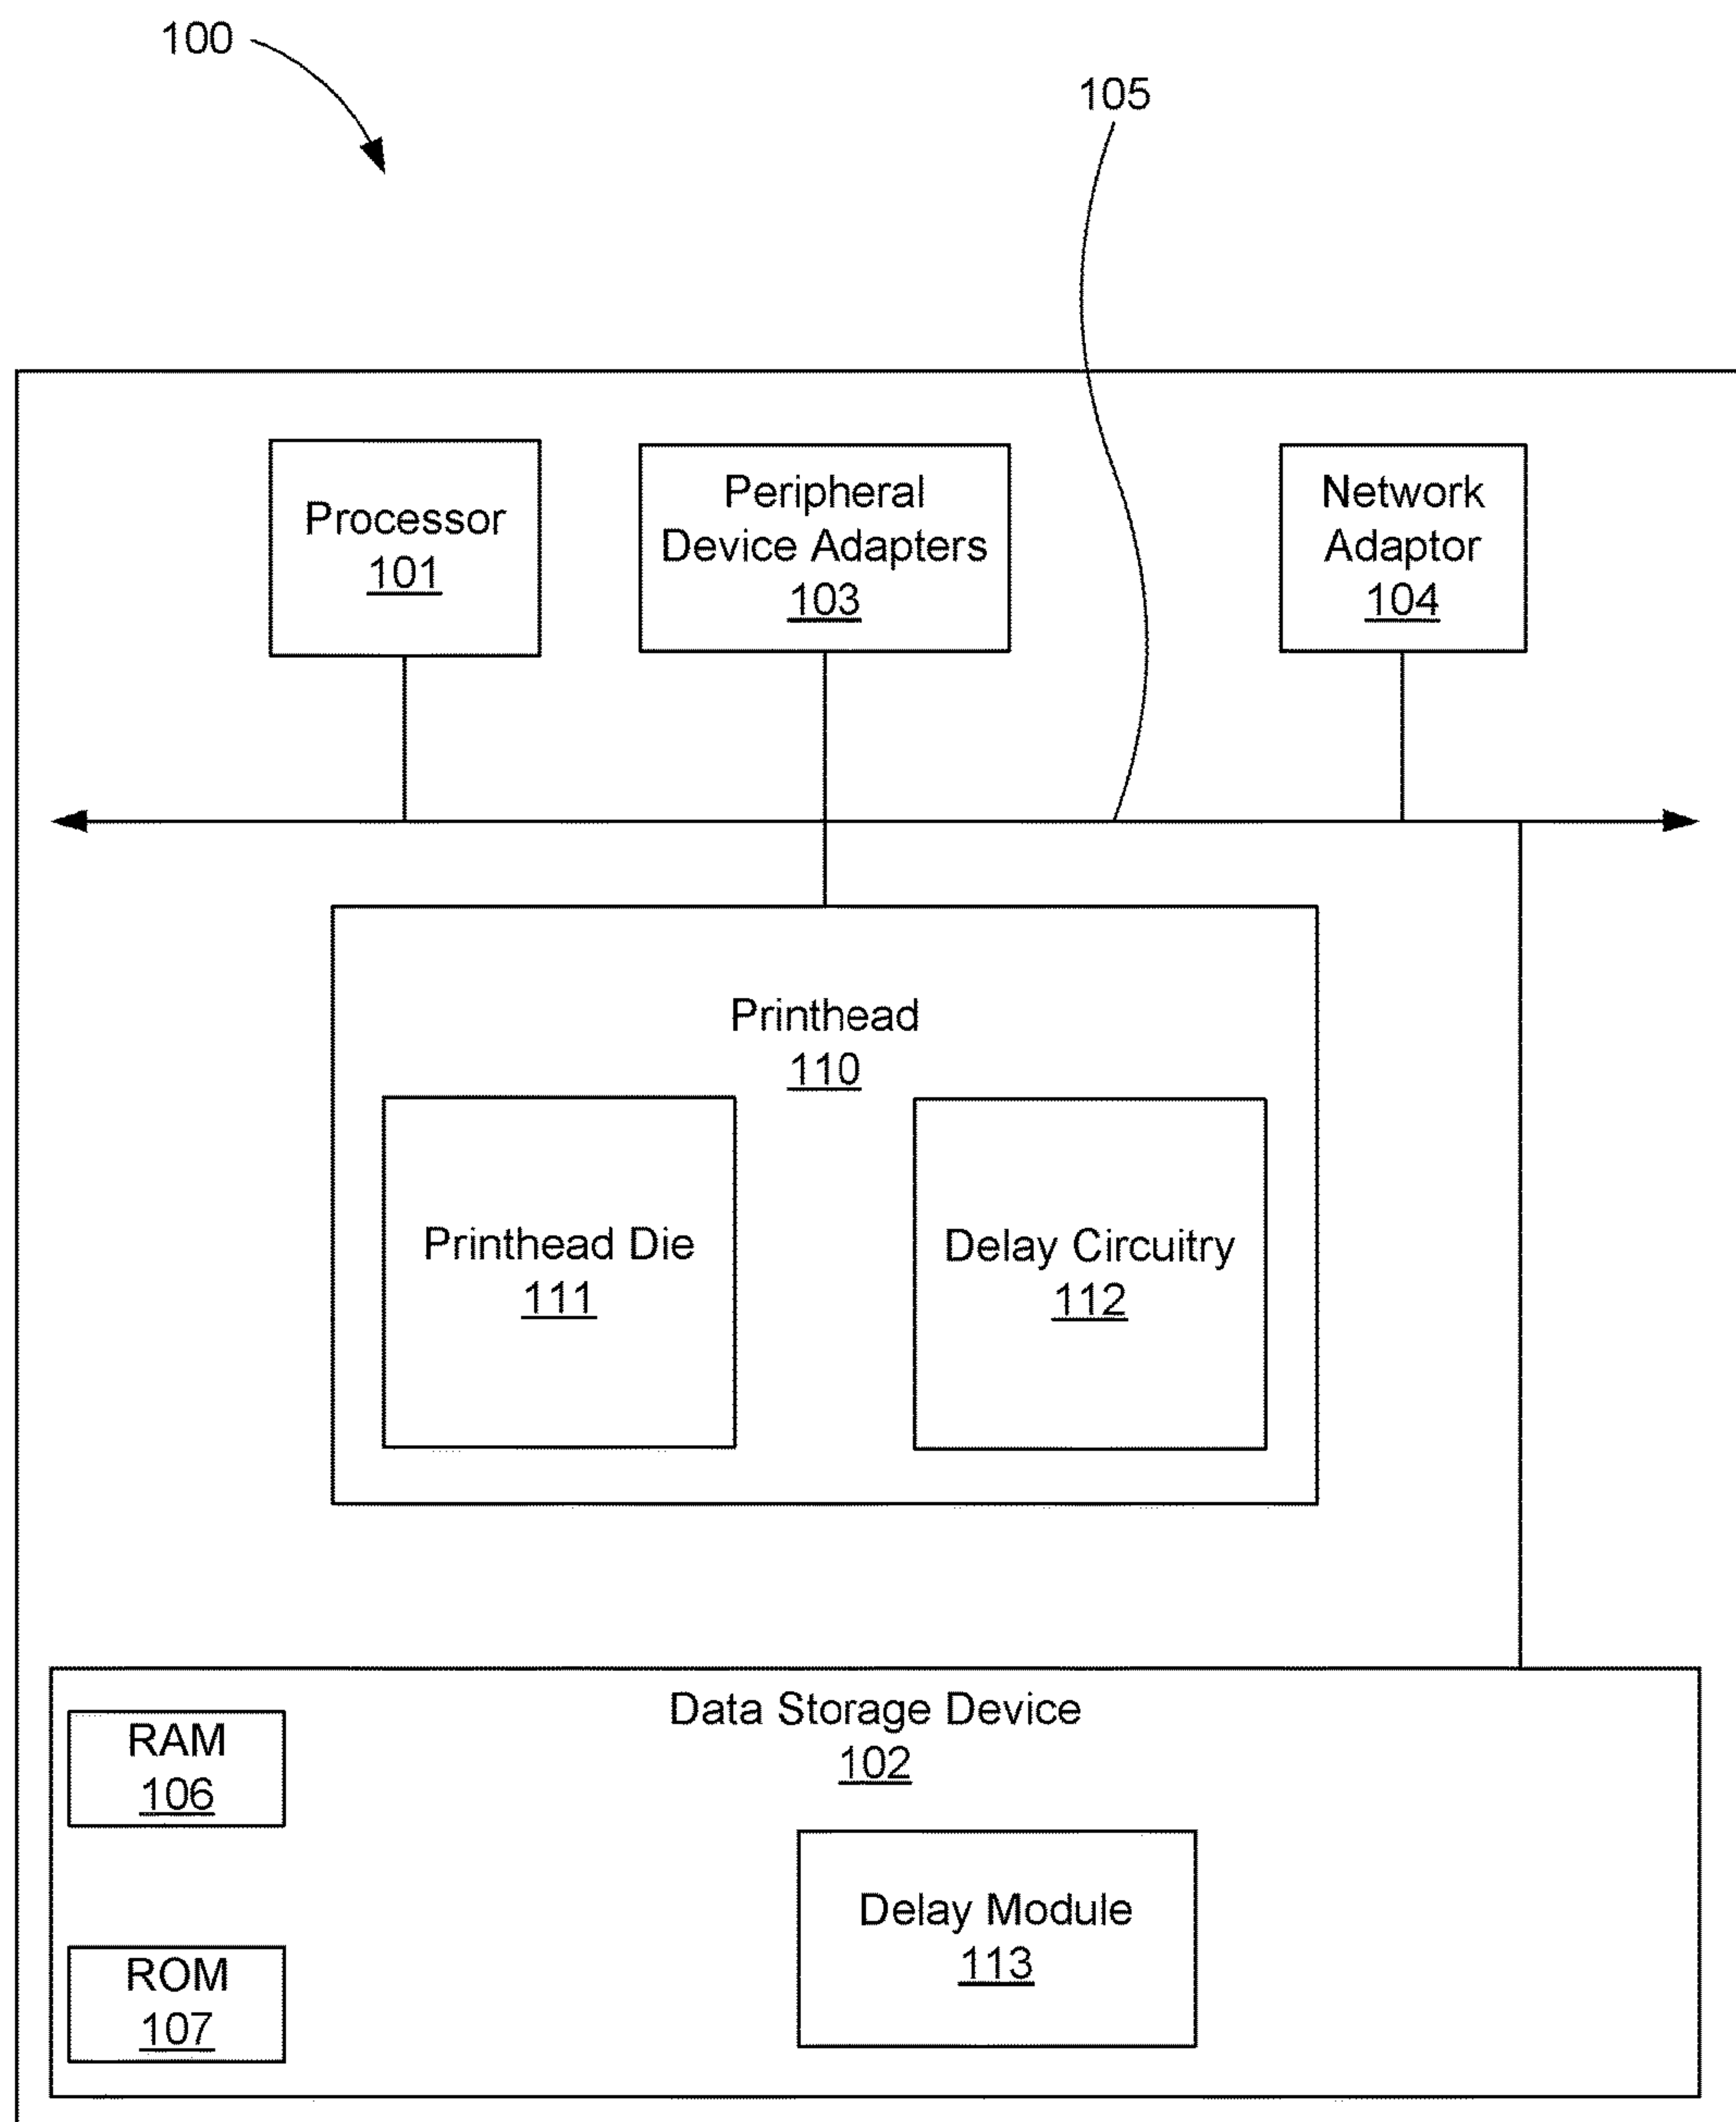 100
105
Processor
101
Peripheral
Device Adapters
103
Network
Adaptor
104
Printhead
110
Printhead Die
111
Delay Circuitry
112
Data Storage Device
102
RAM
106
Delay Module
113
ROM
107